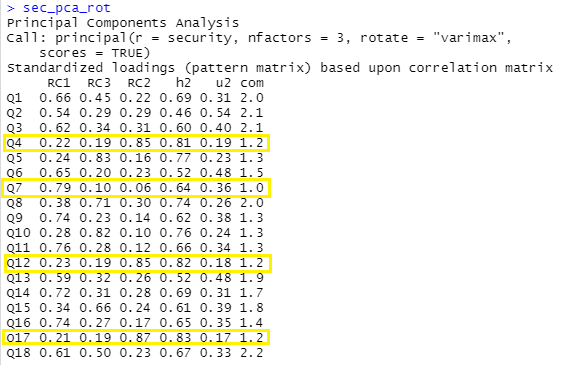 > sec_pca_rot
Principal Components Analysis
Call: principal(r = security, nfactors = 3, rotate = "varimax",
    scores = TRUE)
Standardized loadings (pattern matrix) based upon correlation matrix
     RC1  RC3  RC2   h2   u2 com
Q1  0.66 0.45 0.22 0.69 0.31 2.0
Q2  0.54 0.29 0.29 0.46 0.54 2.1
Q3  0.62 0.34 0.31 0.60 0.40 2.1
Q4  0.22 0.19 0.85 0.81 0.19 1.2
Q5  0.24 0.83 0.16 0.77 0.23 1.3
Q6  0.65 0.20 0.23 0.52 0.48 1.5
Q7  0.79 0.10 0.06 0.64 0.36 1.0
Q8  0.38 0.71 0.30 0.74 0.26 2.0
Q9  0.74 0.23 0.14 0.62 0.38 1.3
Q10 0.28 0.82 0.10 0.76 0.24 1.3
Q11 0.76 0.28 0.12 0.66 0.34 1.3
Q12 0.23 0.19 0.85 0.82 0.18 1.2
Q13 0.59 0.32 0.26 0.52 0.48 1.9
Q14 0.72 0.31 0.28 0.69 0.31 1.7
Q15 0.34 0.66 0.24 0.61 0.39 1.8
Q16 0.74 0.27 0.17 0.65 0.35 1.4
Q17 0.21 0.19 0.87 0.83 0.17 1.2
Q18 0.61 0.50 0.23 0.67 0.33 2.2